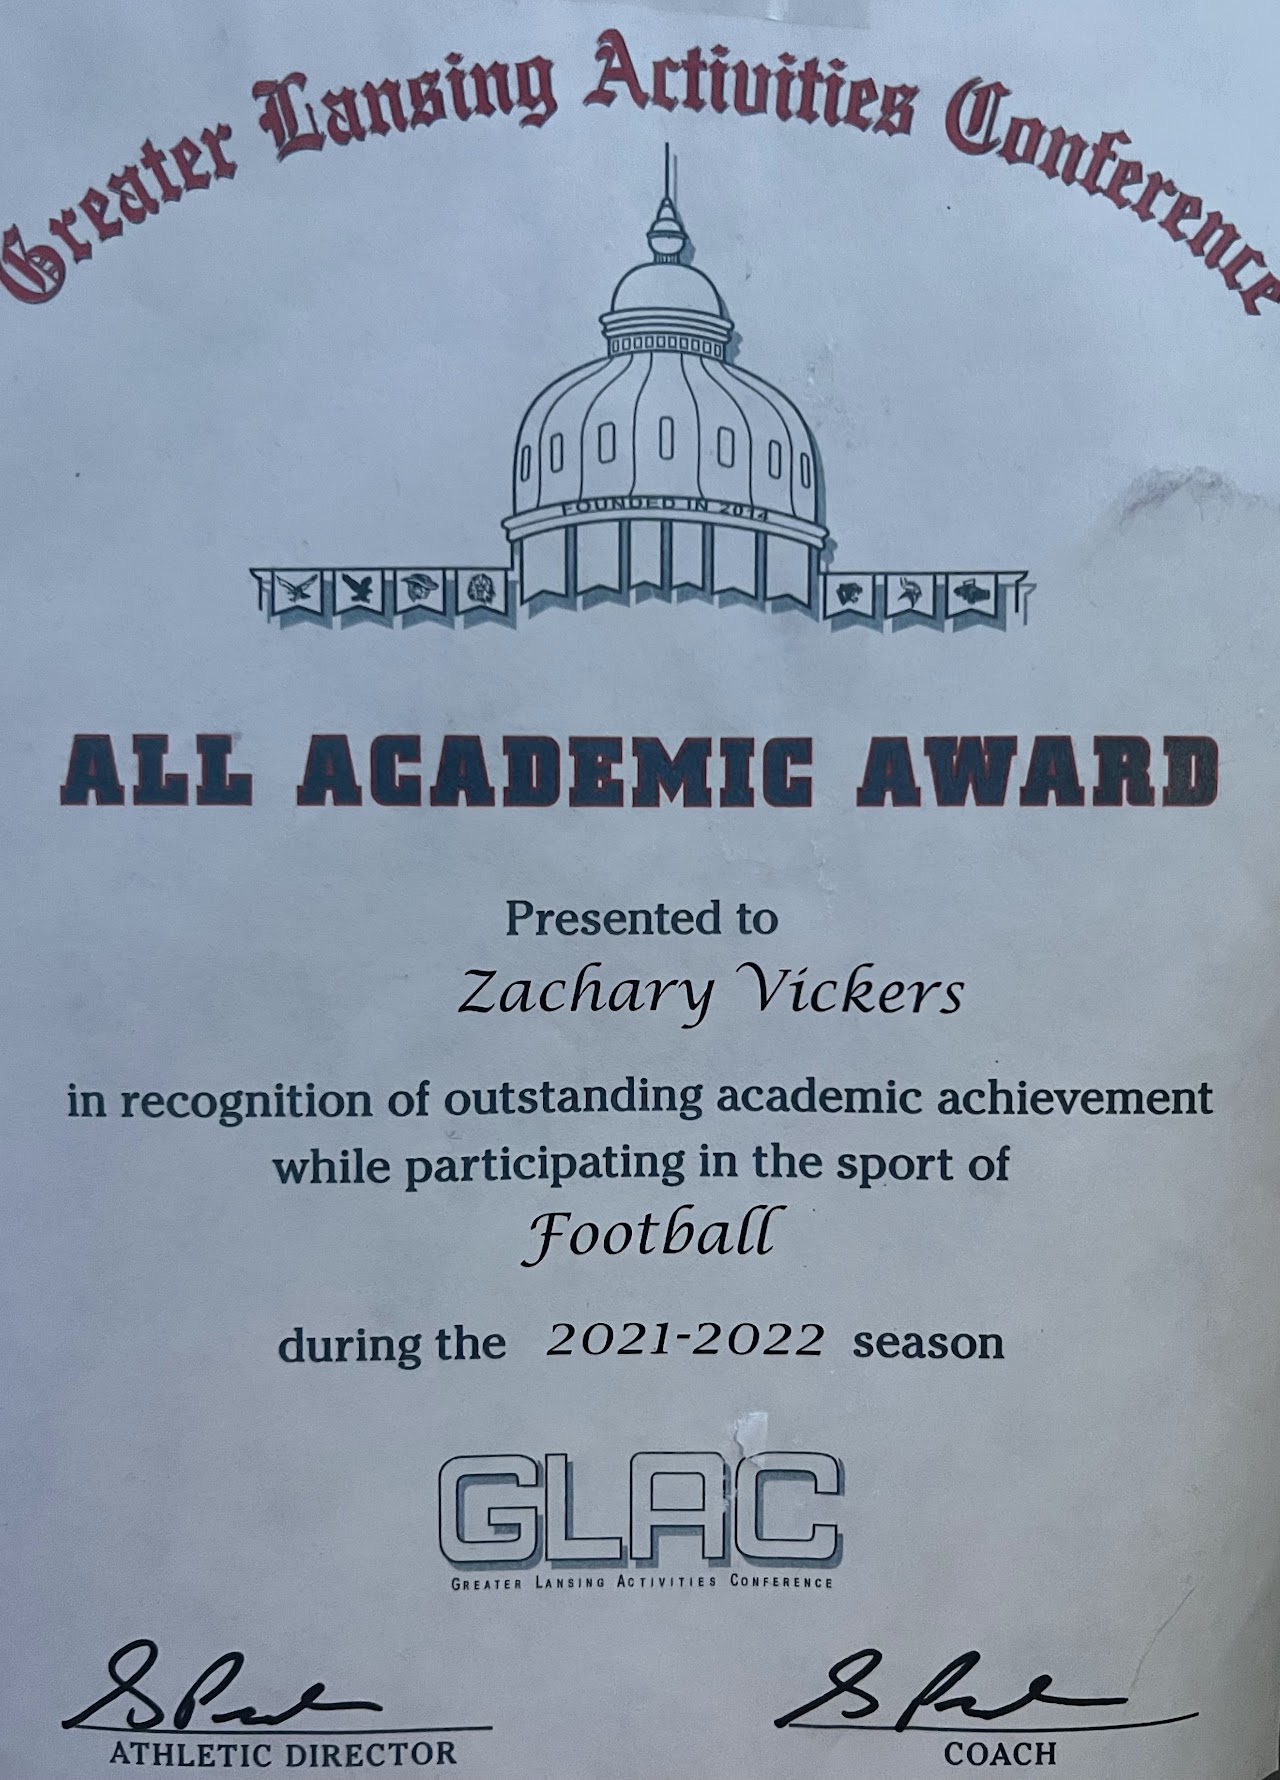 Greater Lansing Activities Conference
FOUNDED IN 2014
ALL ACADEMIC AWARD
Presented to
Zachary Vickers
in recognition of outstanding academic achievement
while participating in the sport of
Football
during the 2021-2022 season
GLAC
GREATER LANSING ACTIVITIES CONFERENCE
ATHLETIC DIRECTOR
COACH